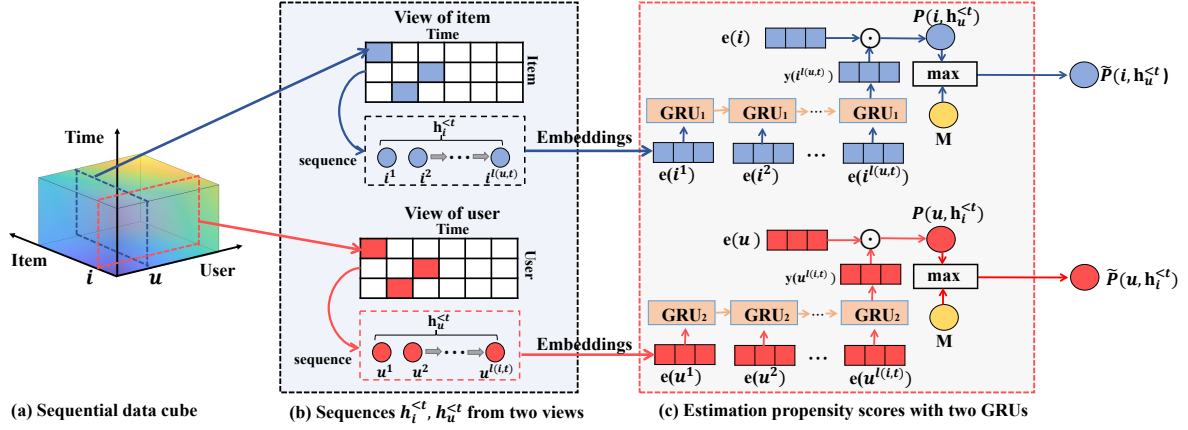 Time
Item
i
u
User
(a) Sequential data cube
View of item
Time
Item
h_i^{<t}
sequence
i^1 i^2 ··· i^{l(u,t)}
View of user
Time
User
h_u^{<t}
sequence
u^1 u^2 ··· u^{l(i,t)}
(b) Sequences h_i^{<t}, h_u^{<t} from two views
Embeddings
Embeddings
P(i, h_u^{<t})
e(i)
y(i^{l(u,t)})
max
P̃(i, h_u^{<t})
GRU₁ GRU₁ ··· GRU₁
M
e(i^1) e(i^2) ... e(i^{l(u,t)})
P(u, h_i^{<t})
e(u)
y(u^{l(i,t)})
max
P̃(u, h_i^{<t})
GRU₂ GRU₂ ··· GRU₂
M
e(u^1) e(u^2) ... e(u^{l(i,t)})
(c) Estimation propensity scores with two GRUs